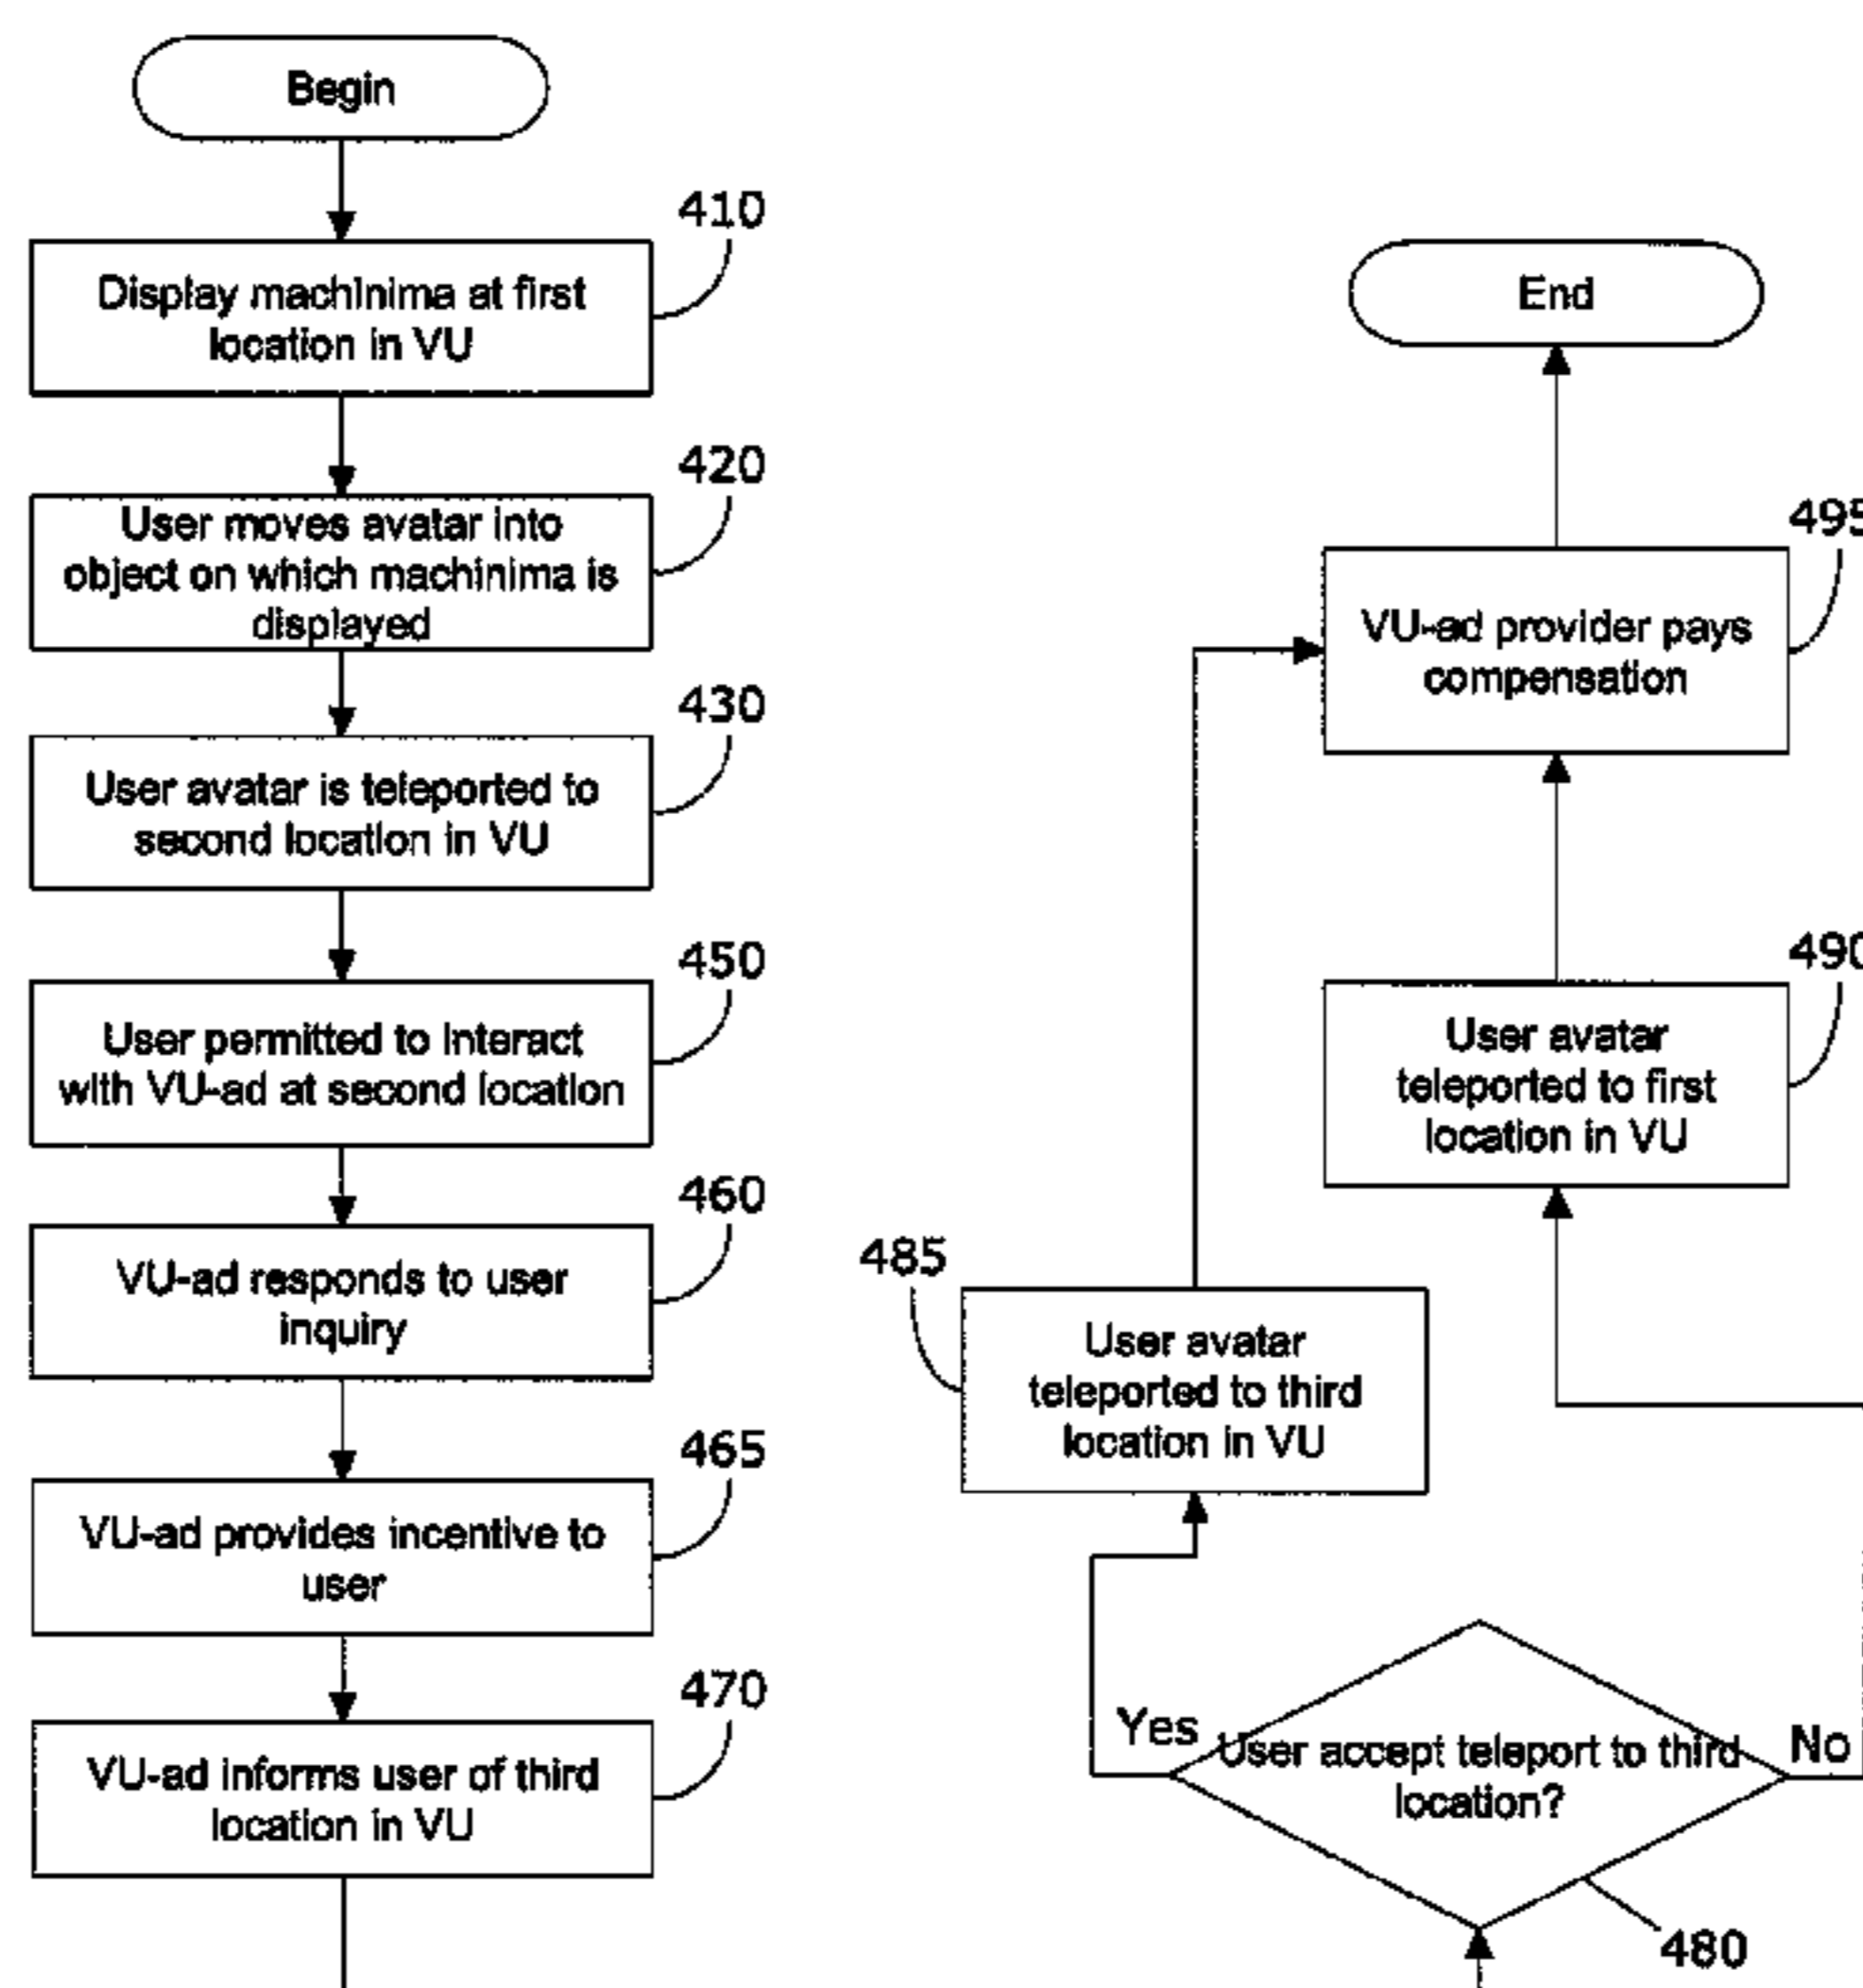 Begin
410
Display machinima at first
location in VU
420
User moves avatar into
object on which machinima is
displayed
430
User avatar is teleported to
second location in VU
450
User permitted to interact
with VU-ad at second location
460
VU-ad responds to user
inquiry
465
VU-ad provides incentive to
user
470
VU-ad informs user of third
location in VU
End
495
VU-ad provider pays
compensation
490
User avatar
teleported to first
location in VU
485
User avatar
teleported to third
location in VU
Yes
User accept teleport to third
location?
No
480